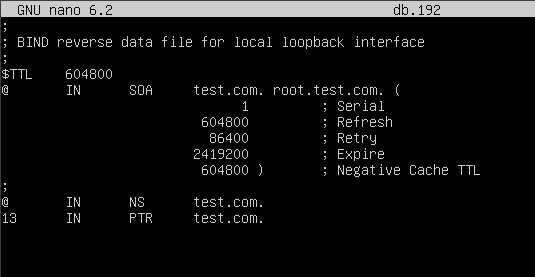 GNU nano 6.2 db.192
;
; BIND reverse data file for local loopback interface
;
$TTL 604800
@ IN SOA test.com. root.test.com. (
1 ; Serial
604800 ; Refresh
86400 ; Retry
2419200 ; Expire
604800 ) ; Negative Cache TTL
;
@ IN NS test.com.
13 IN PTR test.com.